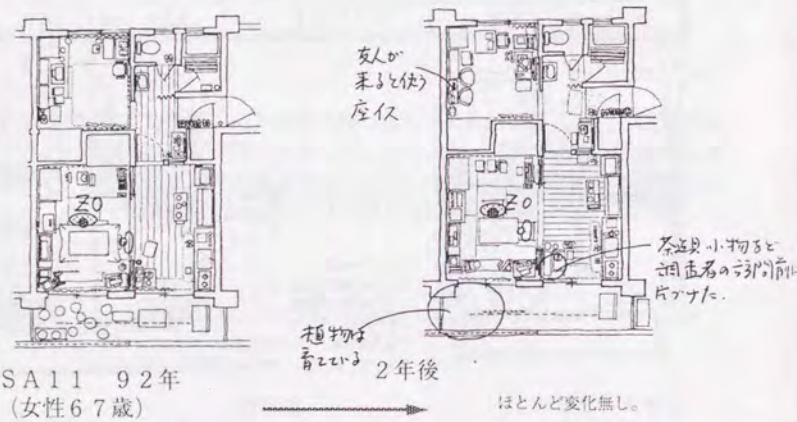 友人が
来ると使う
座イス
ZO
ZO
茶道具、小物など
調査者の訪問前に
片づけた.
植物は
育てている
2年後
SA11 92年
(女性67歳)
ほとんど変化無し。